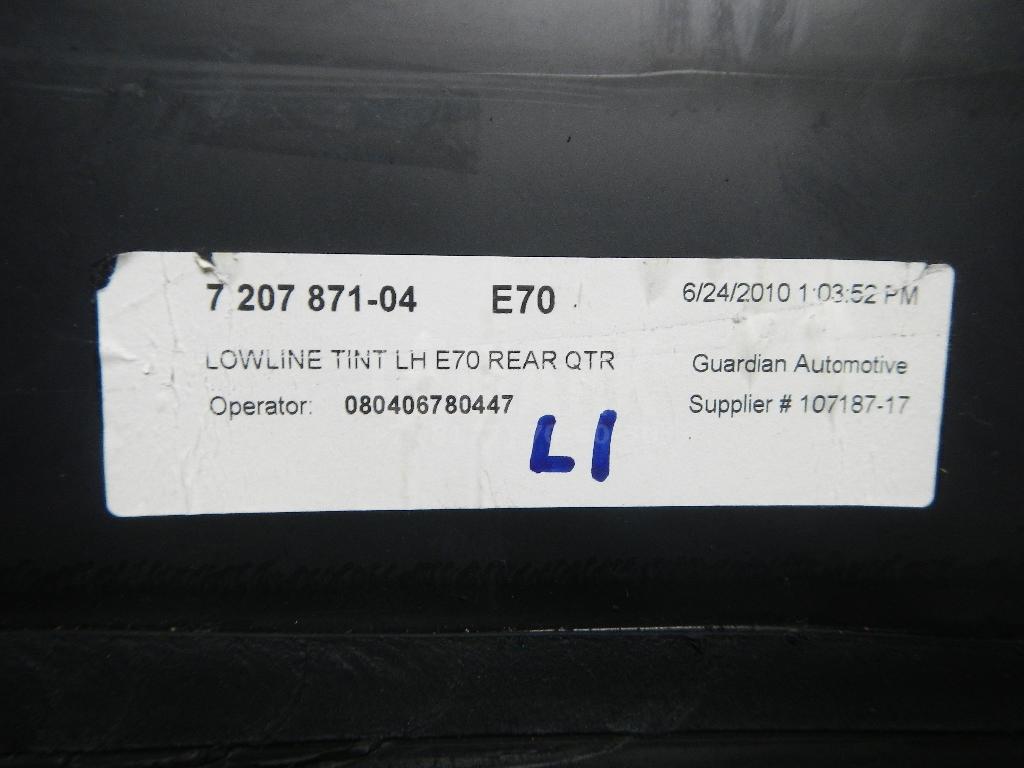 7 207 871-04 E70 6/24/2010 1:03:52 PM
LOWLINE TINT LH E70 REAR QTR Guardian Automotive
Operator: 080406780447 Supplier # 107187-17
L1